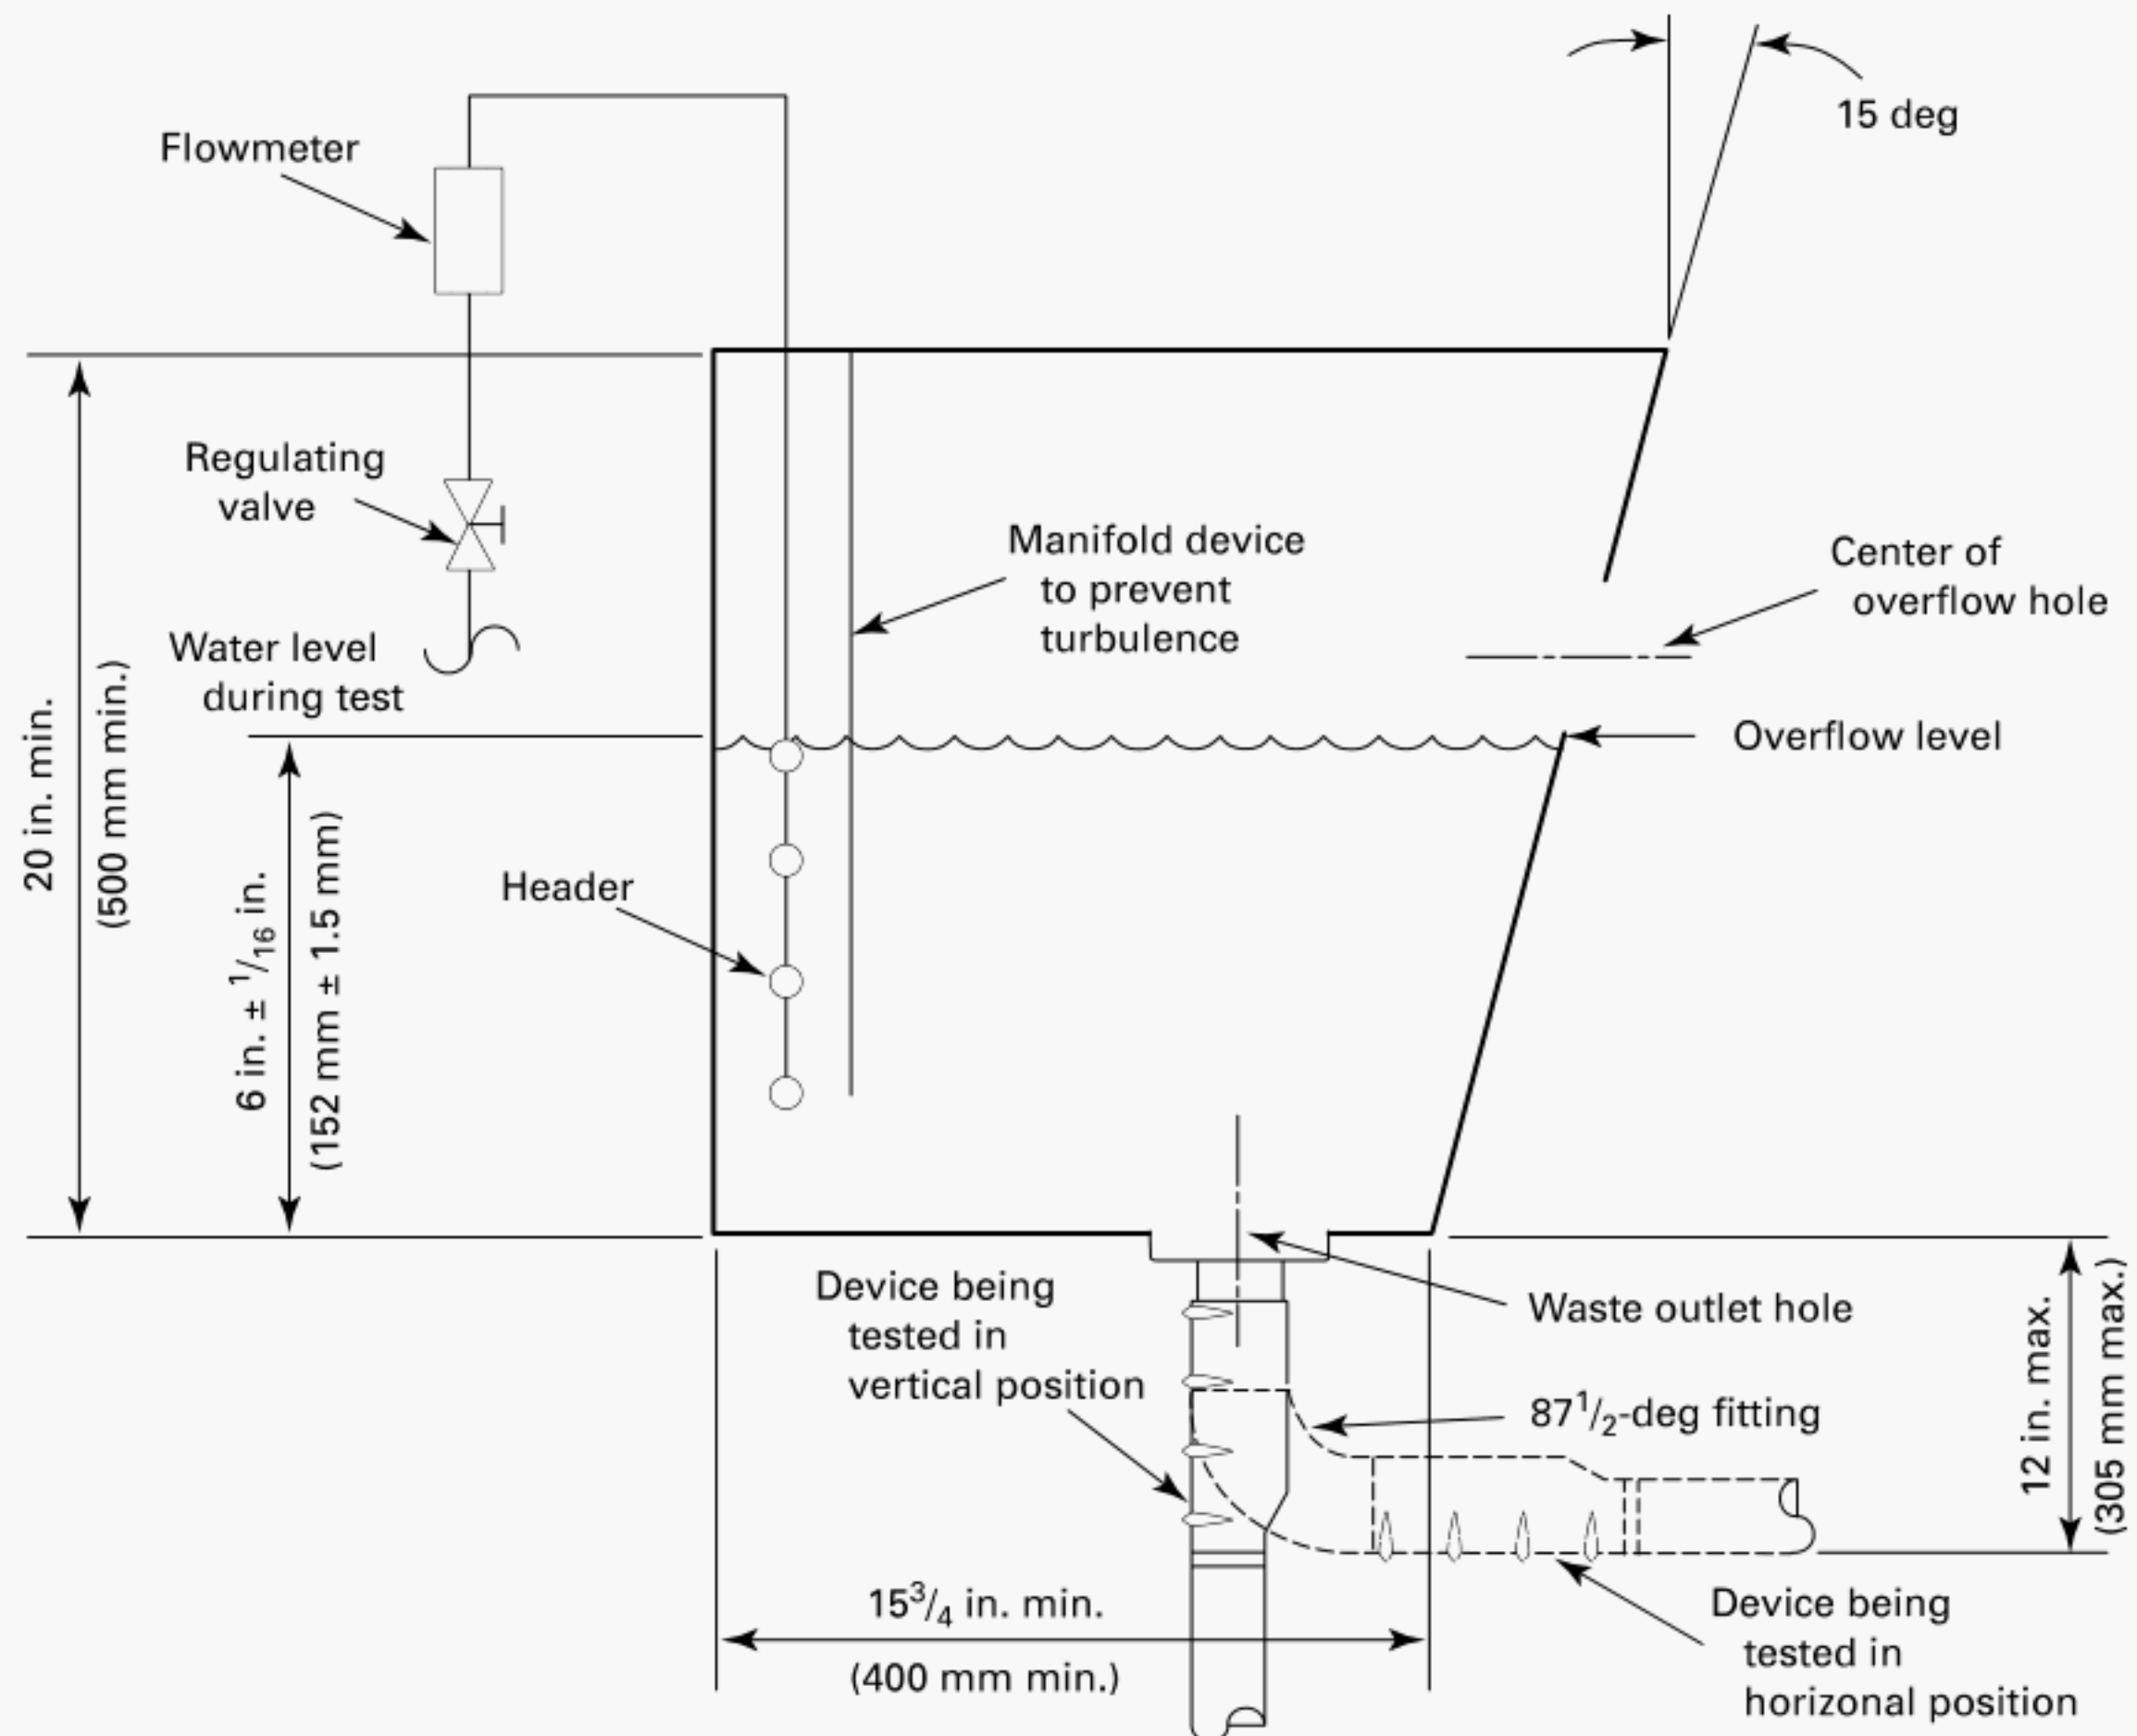 15 deg
Flowmeter
Regulating
valve
Manifold device
to prevent
turbulence
Center of
overflow hole
Water level
during test
Overflow level
20 in. min.
(500 mm min.)
6 in. ± 1/16 in.
(152 mm ± 1.5 mm)
Header
Device being
tested in
vertical position
Waste outlet hole
87 1/2-deg fitting
12 in. max.
(305 mm max.)
15 3/4 in. min.
(400 mm min.)
Device being
tested in
horizonal position